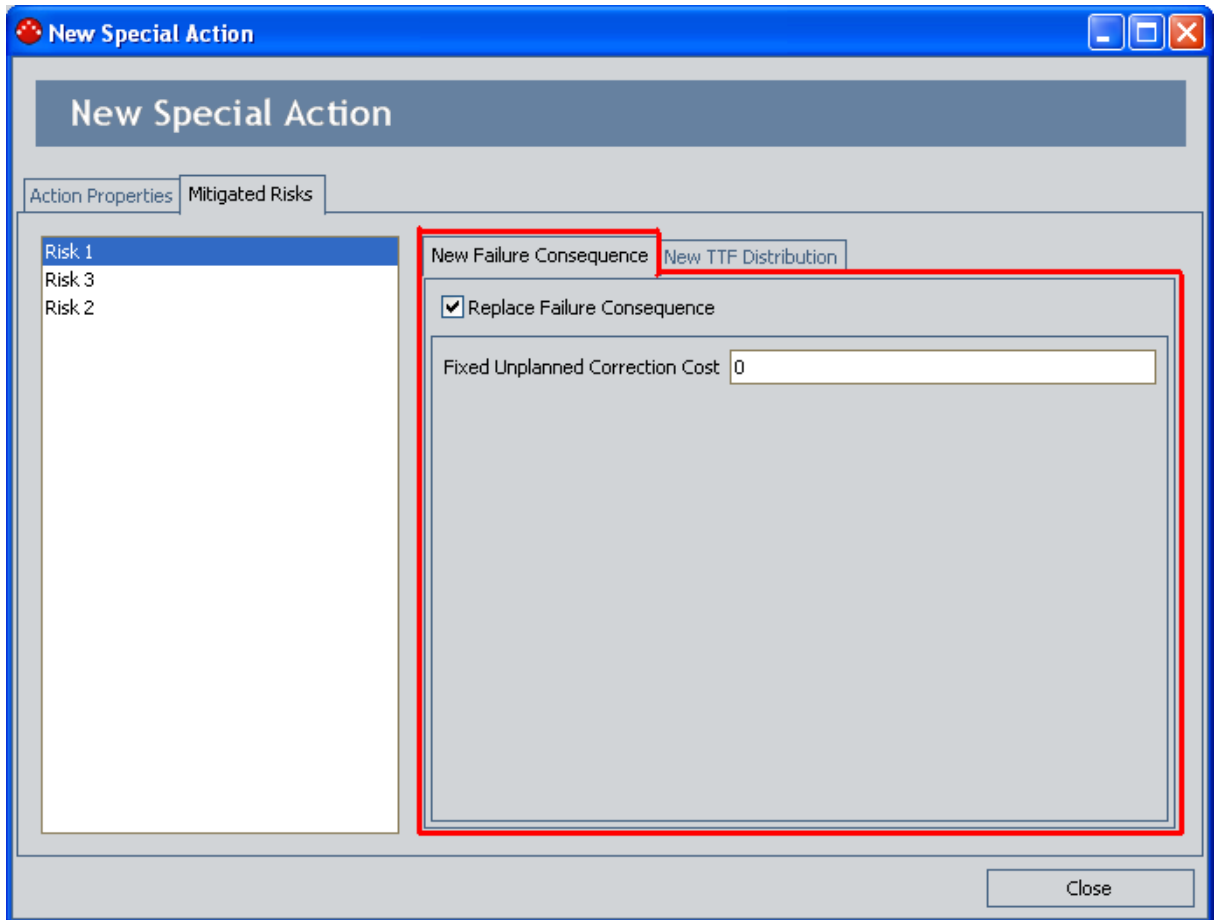 New Special Action
New Special Action
Action Properties Mitigated Risks
Risk 1
Risk 3
Risk 2
New Failure Consequence New TTF Distribution
Replace Failure Consequence
Fixed Unplanned Correction Cost 0
Close